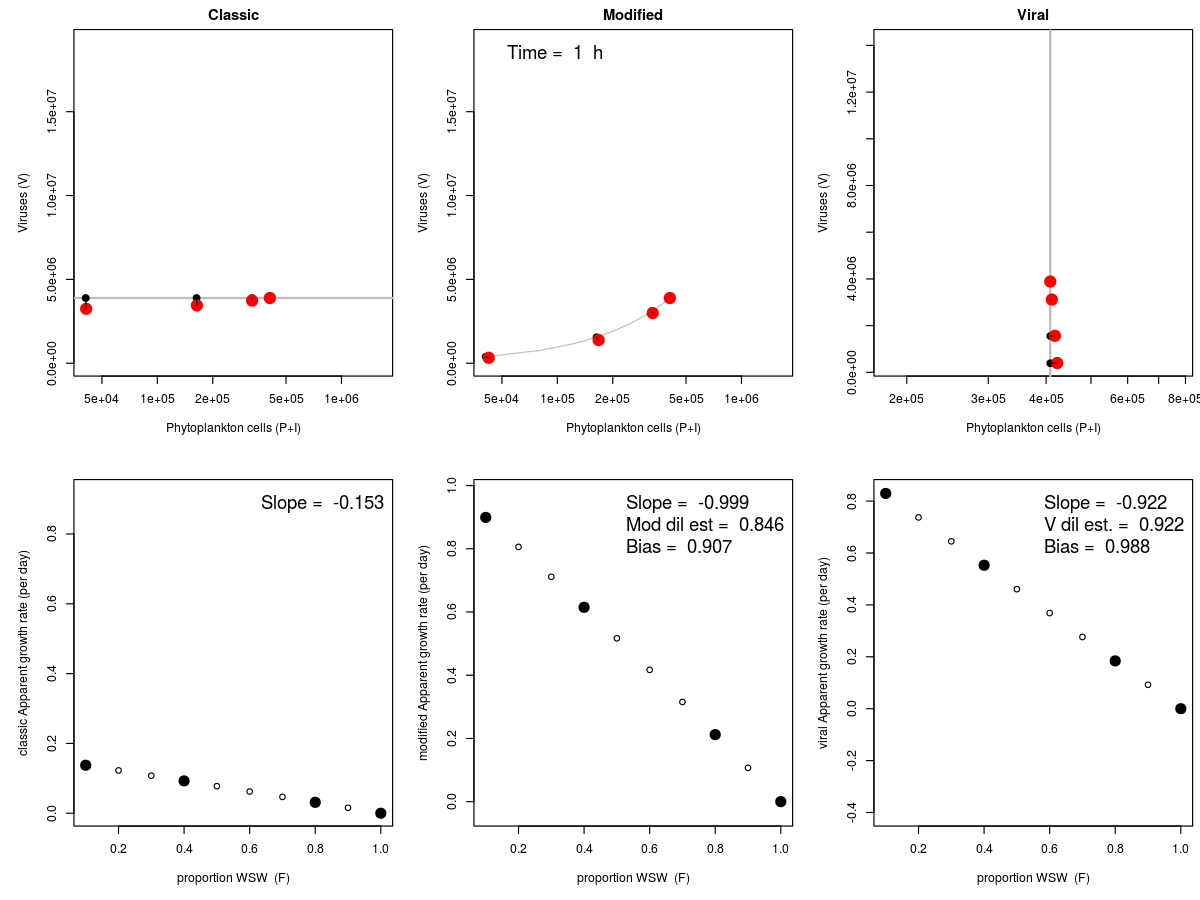 Classic
Modified
Viral
Time = 1 h
Viruses (V)
0.0e+00
5.0e+06
1.0e+07
1.5e+07
5e+04 1e+05 2e+05 5e+05 1e+06
Phytoplankton cells (P+I)
Viruses (V)
0.0e+00
5.0e+06
1.0e+07
1.5e+07
5e+04 1e+05 2e+05 5e+05 1e+06
Phytoplankton cells (P+I)
Viruses (V)
0.0e+00
4.0e+06
8.0e+06
1.2e+07
2e+05 3e+05 4e+05 6e+05 8e+05
Phytoplankton cells (P+I)
Slope = -0.153
classic Apparent growth rate (per day)
0.0
0.2
0.4
0.6
0.8
0.2 0.4 0.6 0.8 1.0
proportion WSW (F)
Slope = -0.999
Mod dil est = 0.846
Bias = 0.907
modified Apparent growth rate (per day)
0.0
0.2
0.4
0.6
0.8
1.0
0.2 0.4 0.6 0.8 1.0
proportion WSW (F)
Slope = -0.922
V dil est. = 0.922
Bias = 0.988
viral Apparent growth rate (per day)
-0.4
-0.2
0.0
0.2
0.4
0.6
0.8
0.2 0.4 0.6 0.8 1.0
proportion WSW (F)